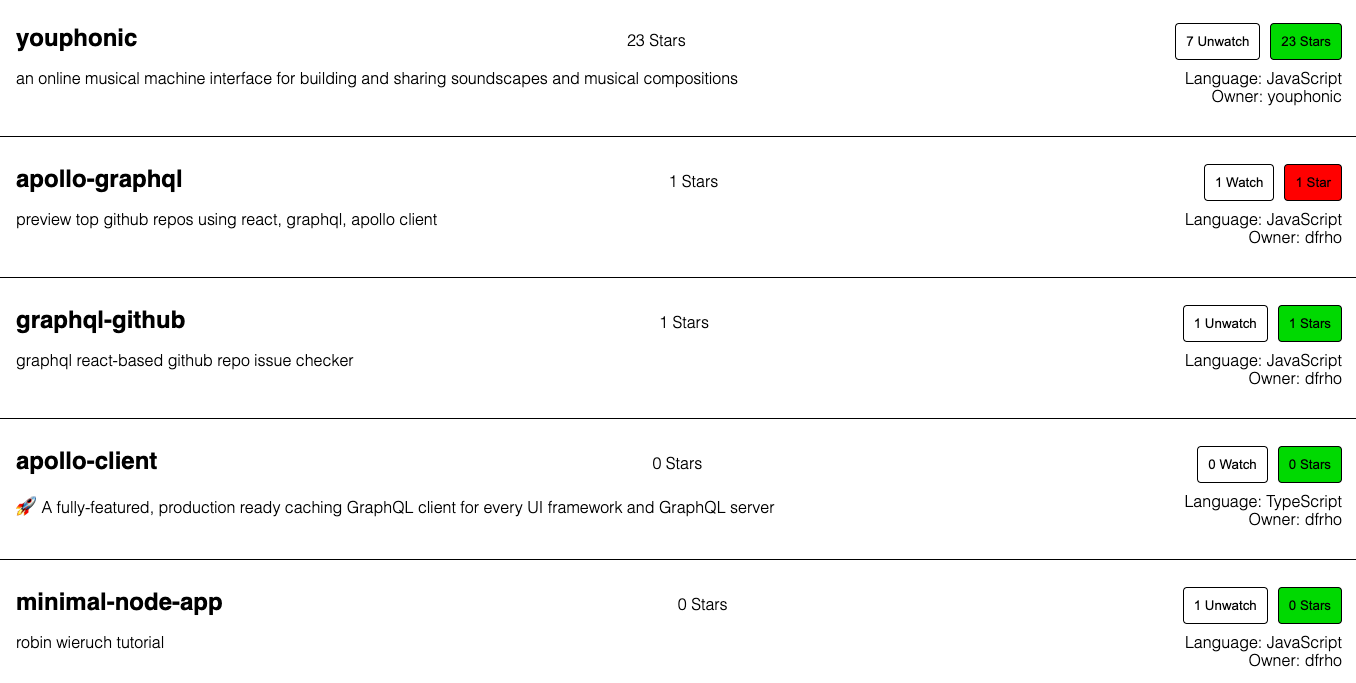 youphonic
23 Stars
7 Unwatch
23 Stars
an online musical machine interface for building and sharing soundscapes and musical compositions
Language: JavaScript
Owner: youphonic
apollo-graphql
1 Stars
1 Watch
1 Star
preview top github repos using react, graphql, apollo client
Language: JavaScript
Owner: dfrho
graphql-github
1 Stars
1 Unwatch
1 Stars
graphql react-based github repo issue checker
Language: JavaScript
Owner: dfrho
apollo-client
0 Stars
0 Watch
0 Stars
🚀 A fully-featured, production ready caching GraphQL client for every UI framework and GraphQL server
Language: TypeScript
Owner: dfrho
minimal-node-app
0 Stars
1 Unwatch
0 Stars
robin wieruch tutorial
Language: JavaScript
Owner: dfrho